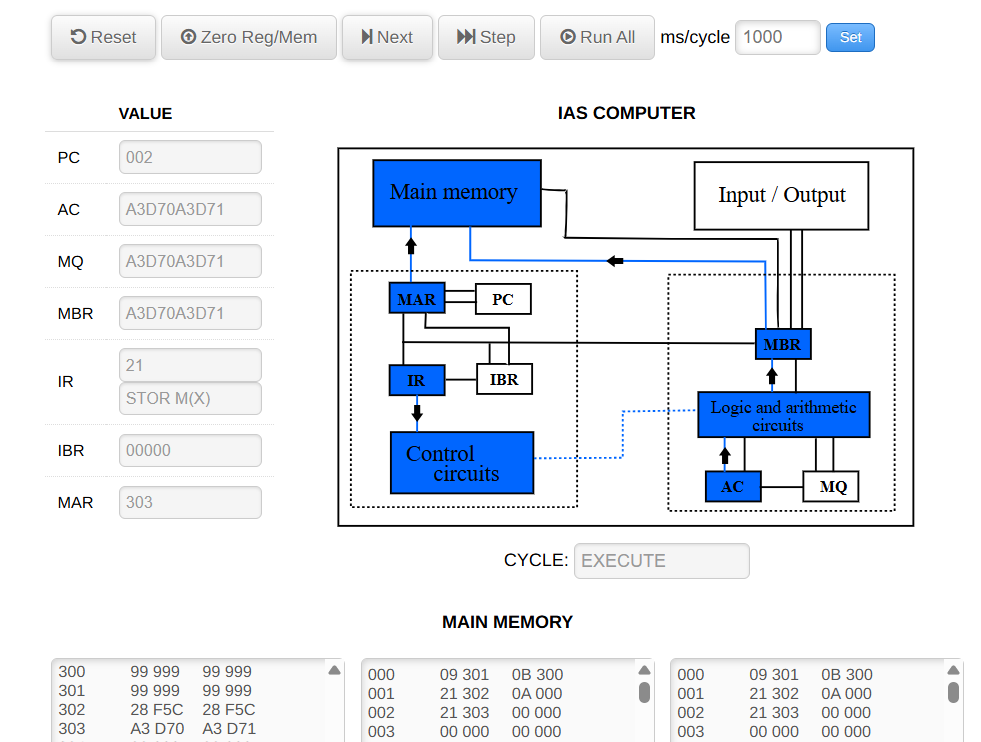 Reset Zero Reg/Mem Next Step Run All ms/cycle 1000 Set
VALUE
PC 002
AC A3D70A3D71
MQ A3D70A3D71
MBR A3D70A3D71
IR 21
STOR M(X)
IBR 00000
MAR 303
IAS COMPUTER
Main memory
Input / Output
MAR PC
MBR
IR IBR
Logic and arithmetic
circuits
Control
circuits
AC MQ
CYCLE: EXECUTE
MAIN MEMORY
300 99 999 99 999
301 99 999 99 999
302 28 F5C 28 F5C
303 A3 D70 A3 D71
000 09 301 0B 300
001 21 302 0A 000
002 21 303 00 000
003 00 000 00 000
000 09 301 0B 300
001 21 302 0A 000
002 21 303 00 000
003 00 000 00 000